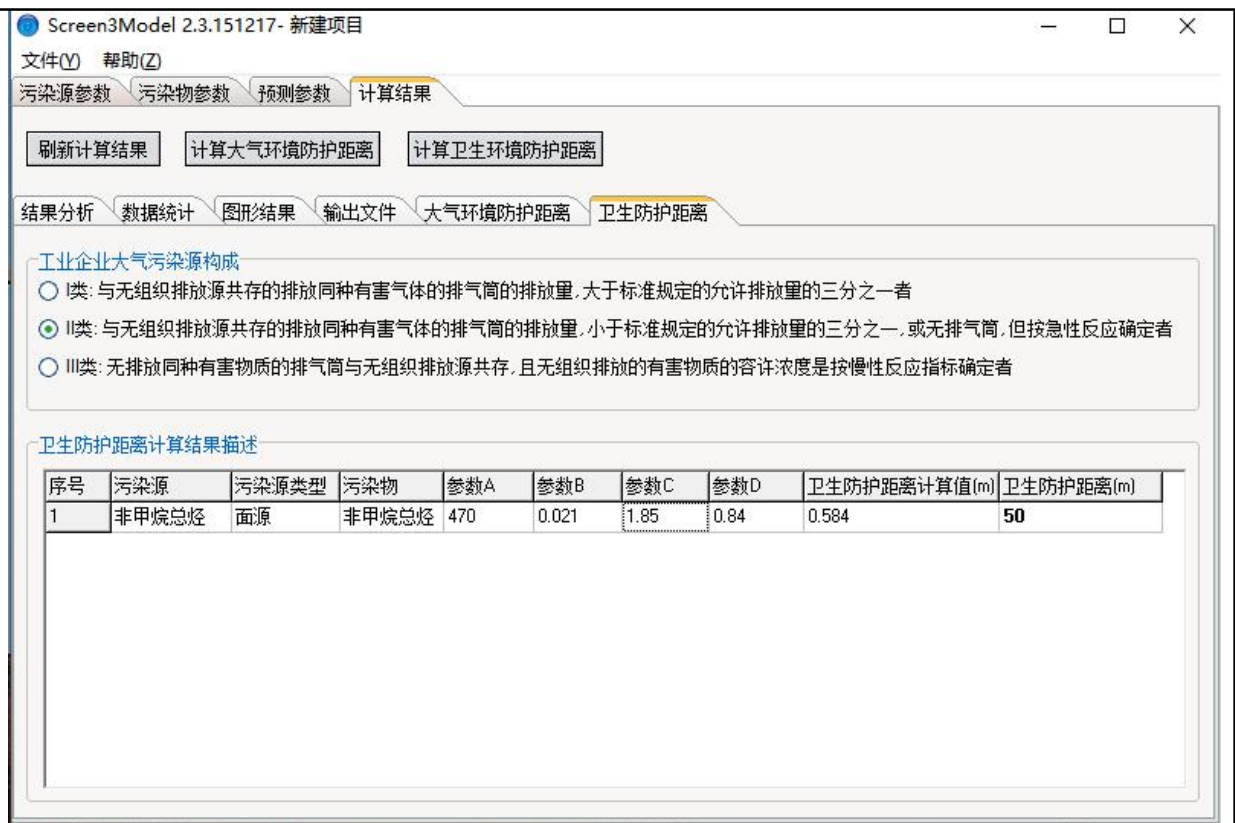 Screen3Model 2.3.151217- 新建项目
文件(Y) 帮助(Z)
污染源参数 污染物参数 预测参数 计算结果
刷新计算结果 计算大气环境防护距离 计算卫生环境防护距离
结果分析 数据统计 图形结果 输出文件 大气环境防护距离 卫生防护距离
工业企业大气污染源构成
I类: 与无组织排放源共存的排放同种有害气体的排气筒的排放量,大于标准规定的允许排放量的三分之一者
II类: 与无组织排放源共存的排放同种有害气体的排气筒的排放量,小于标准规定的允许排放量的三分之一,或无排气筒,但按急性反应确定者
III类: 无排放同种有害物质的排气筒与无组织排放源共存,且无组织排放的有害物质的容许浓度是按慢性反应指标确定者
卫生防护距离计算结果描述
序号 污染源 污染源类型 污染物 参数A 参数B 参数C 参数D 卫生防护距离计算值(m) 卫生防护距离(m)
1 非甲烷总烃 面源 非甲烷总烃 470 0.021 1.85 0.84 0.584 50